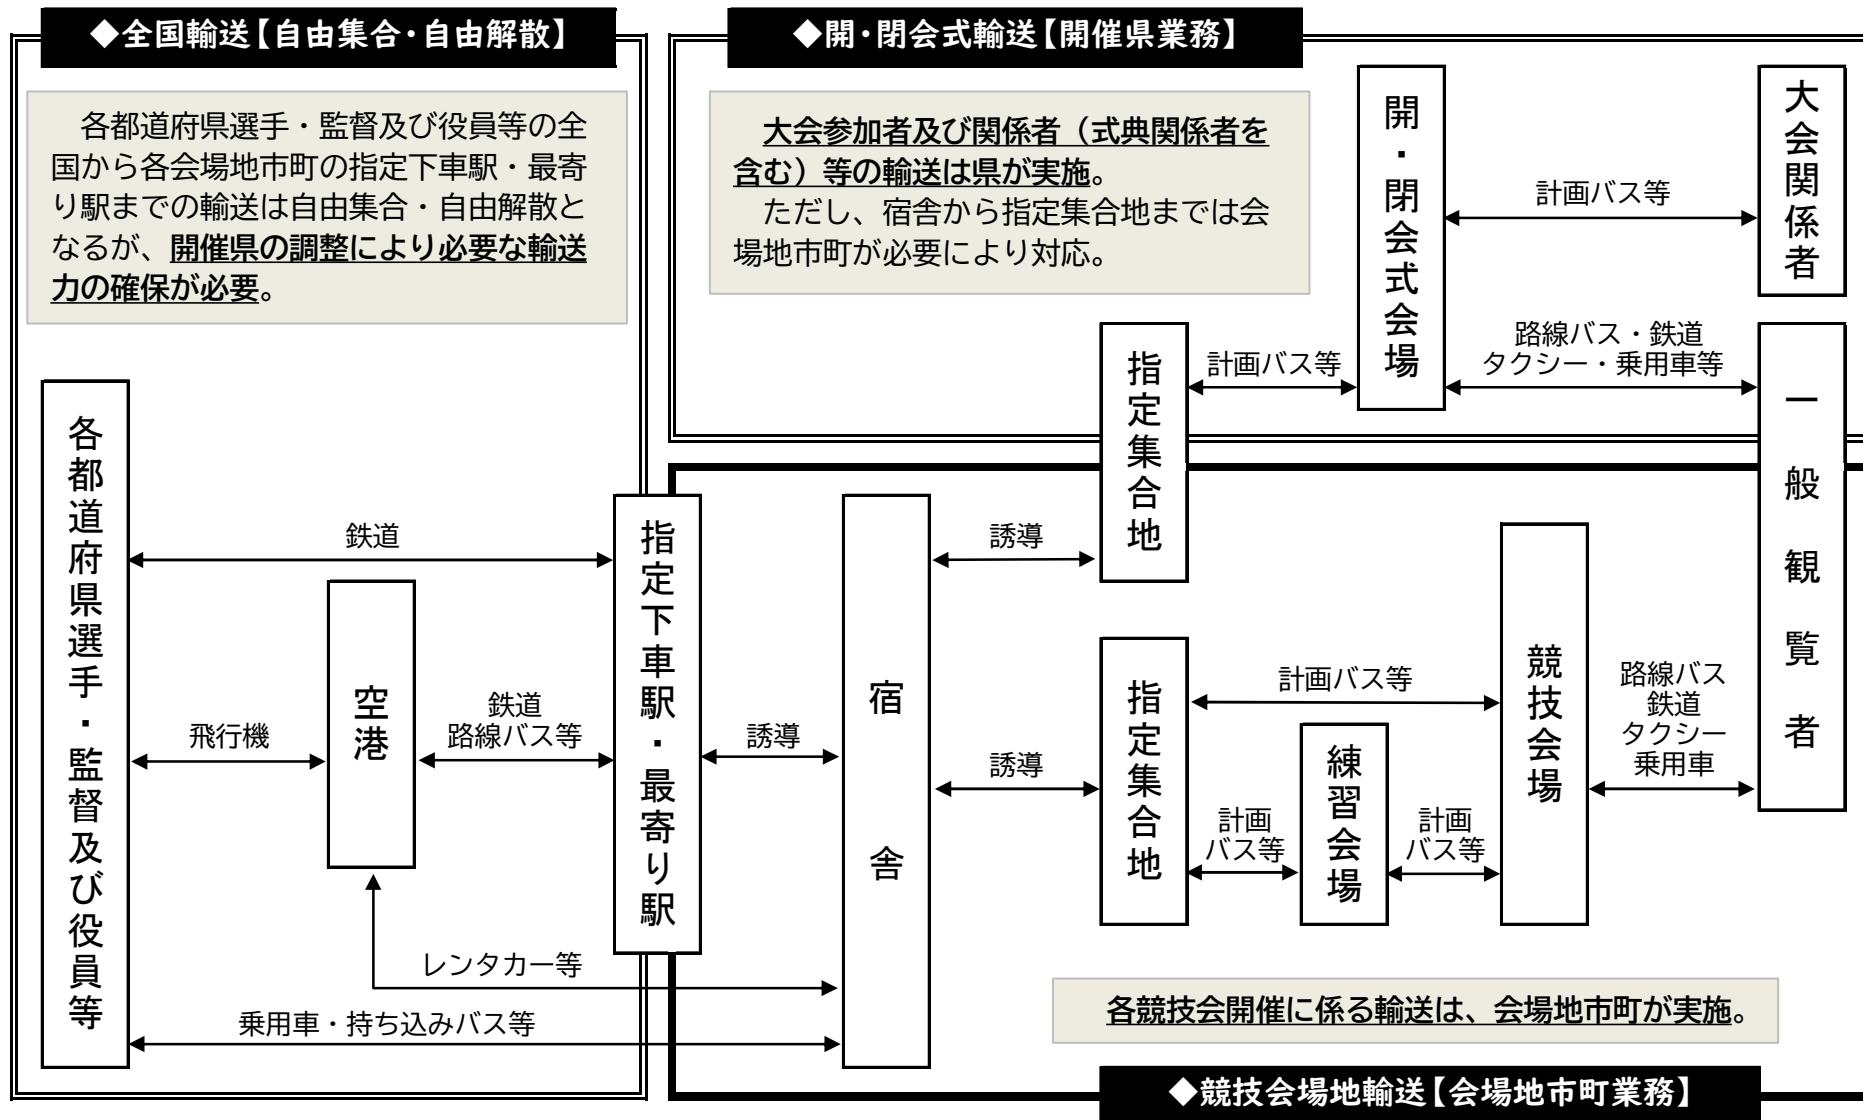 ◆全国輸送【自由集合・自由解散】
各都道府県選手・監督及び役員等の全
国から各会場地市町の指定下車駅・最寄
り駅までの輸送は自由集合・自由解散と
なるが、開催県の調整により必要な輸送
力の確保が必要。
◆開・閉会式輸送【開催県業務】
大会参加者及び関係者（式典関係者を
含む）等の輸送は県が実施。
ただし、宿舎から指定集合地までは会
場地市町が必要により対応。
開・閉会式会場
計画バス等
大会関係者
指定集合地
計画バス等
路線バス・鉄道
タクシー・乗用車等
一般観覧者
各都道府県選手・監督及び役員等
鉄道
飛行機
空港
鉄道
路線バス等
指定下車駅・最寄り駅
誘導
宿舎
誘導
誘導
指定集合地
計画バス等
計画
バス等
練習会場
計画
バス等
競技会場
路線バス
鉄道
タクシー
乗用車
レンタカー等
乗用車・持ち込みバス等
各競技会開催に係る輸送は、会場地市町が実施。
◆競技会場地輸送【会場地市町業務】